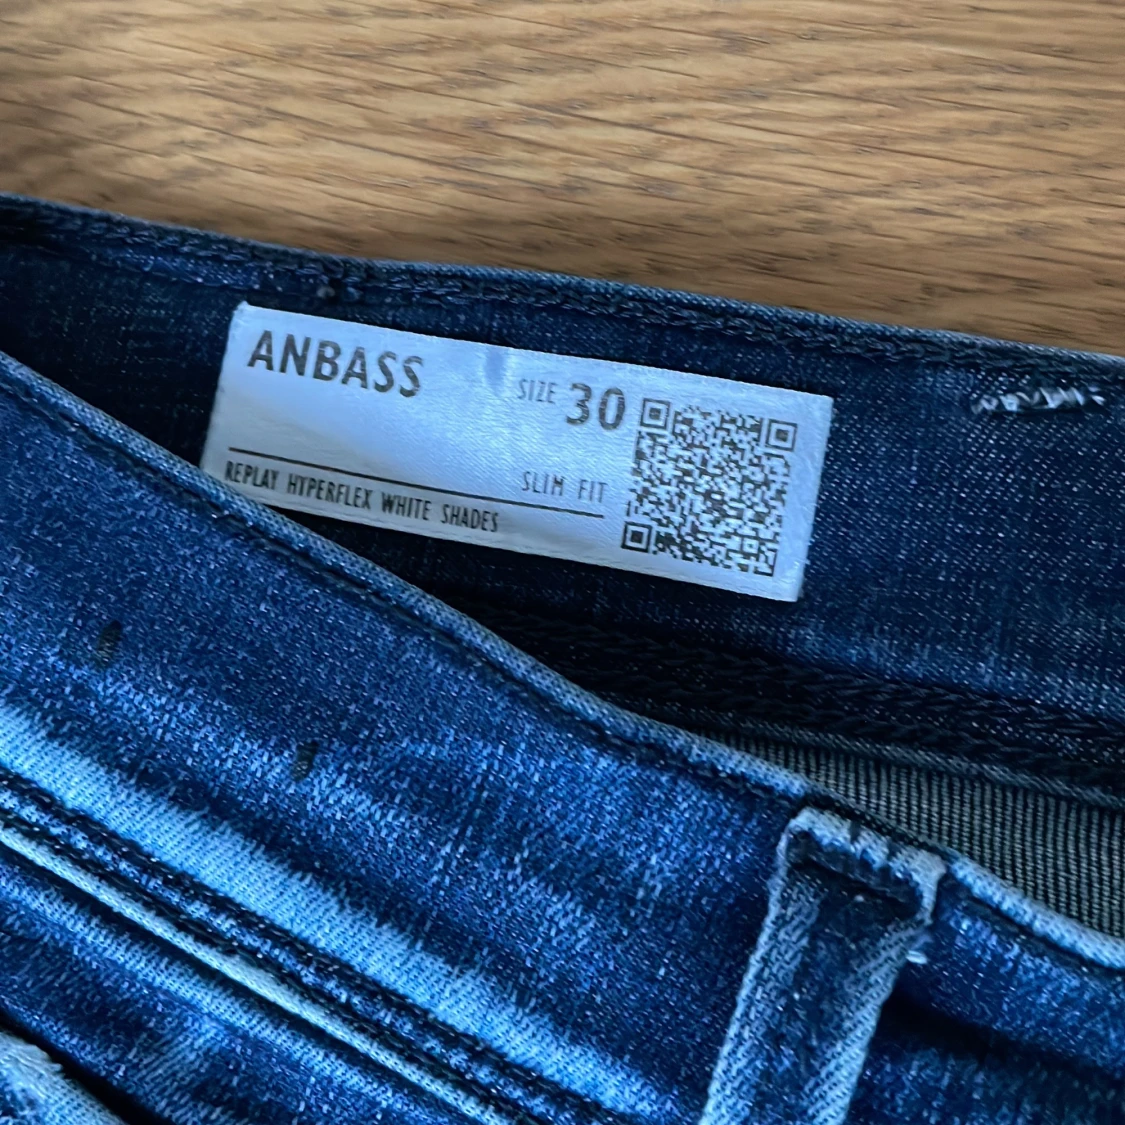 ANBASS
SIZE 30
SLIM FIT
REPLAY HYPERFLEX WHITE SHADES